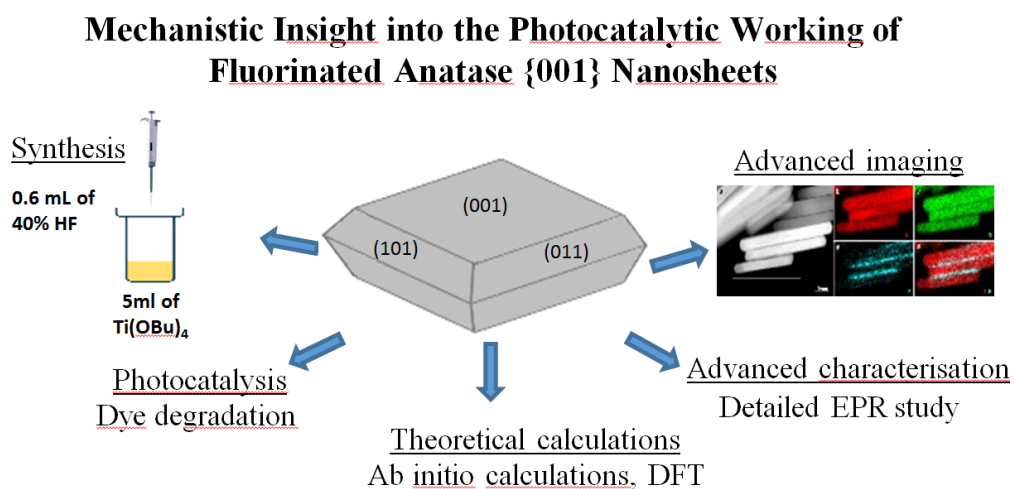 Mechanistic Insight into the Photocatalytic Working of
Fluorinated Anatase {001} Nanosheets
Synthesis
0.6 mL of
40% HF
5ml of
Ti(OBu)₄
(001)
(101)
(011)
Advanced imaging
Photocatalysis
Dye degradation
Theoretical calculations
Ab initio calculations, DFT
Advanced characterisation
Detailed EPR study